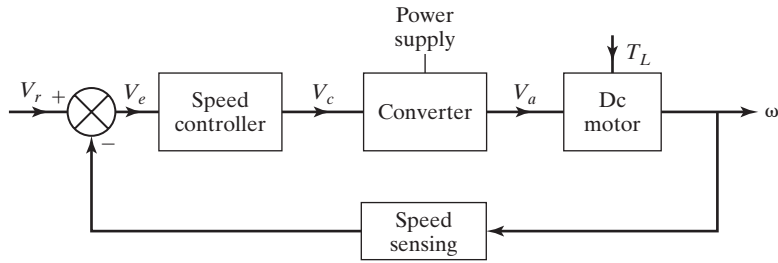 Power
supply
T_L
V_r
+
V_e
Speed
controller
V_c
Converter
V_a
Dc
motor
ω
−
Speed
sensing